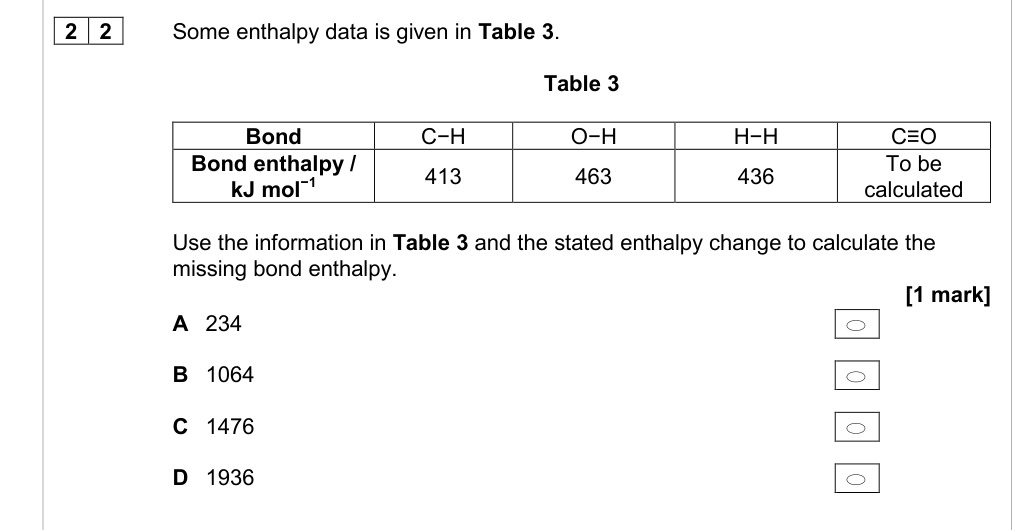 2 2 Some enthalpy data is given in Table 3.
Table 3
Bond C−H O−H H−H C≡O
Bond enthalpy / kJ mol⁻¹ 413 463 436 To be calculated
Use the information in Table 3 and the stated enthalpy change to calculate the
missing bond enthalpy.
[1 mark]
A 234
B 1064
C 1476
D 1936